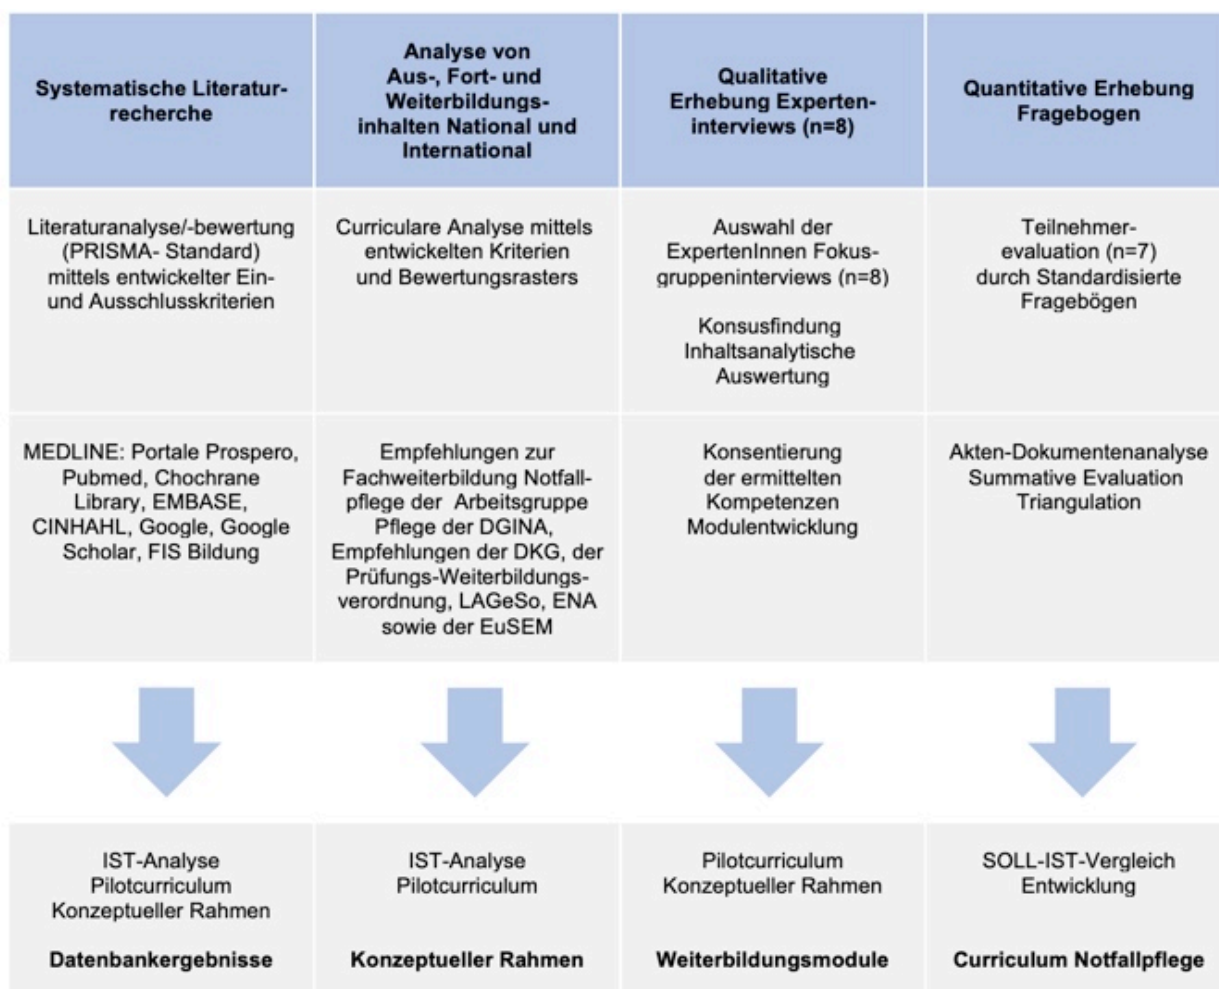 Systematische Literatur-
recherche
Analyse von
Aus-, Fort- und
Weiterbildungs-
inhalten National und
International
Qualitative
Erhebung Experten-
interviews (n=8)
Quantitative Erhebung
Fragebogen
Literaturanalyse/-bewertung
(PRISMA- Standard)
mittels entwickelter Ein-
und Ausschlusskriterien
Curriculare Analyse mittels
entwickelten Kriterien
und Bewertungsrasters
Auswahl der
ExpertenInnen Fokus-
gruppeninterviews (n=8)
Konsusfindung
Inhaltsanalytische
Auswertung
Teilnehmer-
evaluation (n=7)
durch Standardisierte
Fragebögen
MEDLINE: Portale Prospero,
Pubmed, Chochrane
Library, EMBASE,
CINHAHL, Google, Google
Scholar, FIS Bildung
Empfehlungen zur
Fachweiterbildung Notfall-
pflege der Arbeitsgruppe
Pflege der DGINA,
Empfehlungen der DKG, der
Prüfungs-Weiterbildungs-
verordnung, LAGeSo, ENA
sowie der EuSEM
Konsentierung
der ermittelten
Kompetenzen
Modulentwicklung
Akten-Dokumentenanalyse
Summative Evaluation
Triangulation
IST-Analyse
Pilotcurriculum
Konzeptueller Rahmen
Datenbankergebnisse
IST-Analyse
Pilotcurriculum
Konzeptueller Rahmen
Pilotcurriculum
Konzeptueller Rahmen
Weiterbildungsmodule
SOLL-IST-Vergleich
Entwicklung
Curriculum Notfallpflege